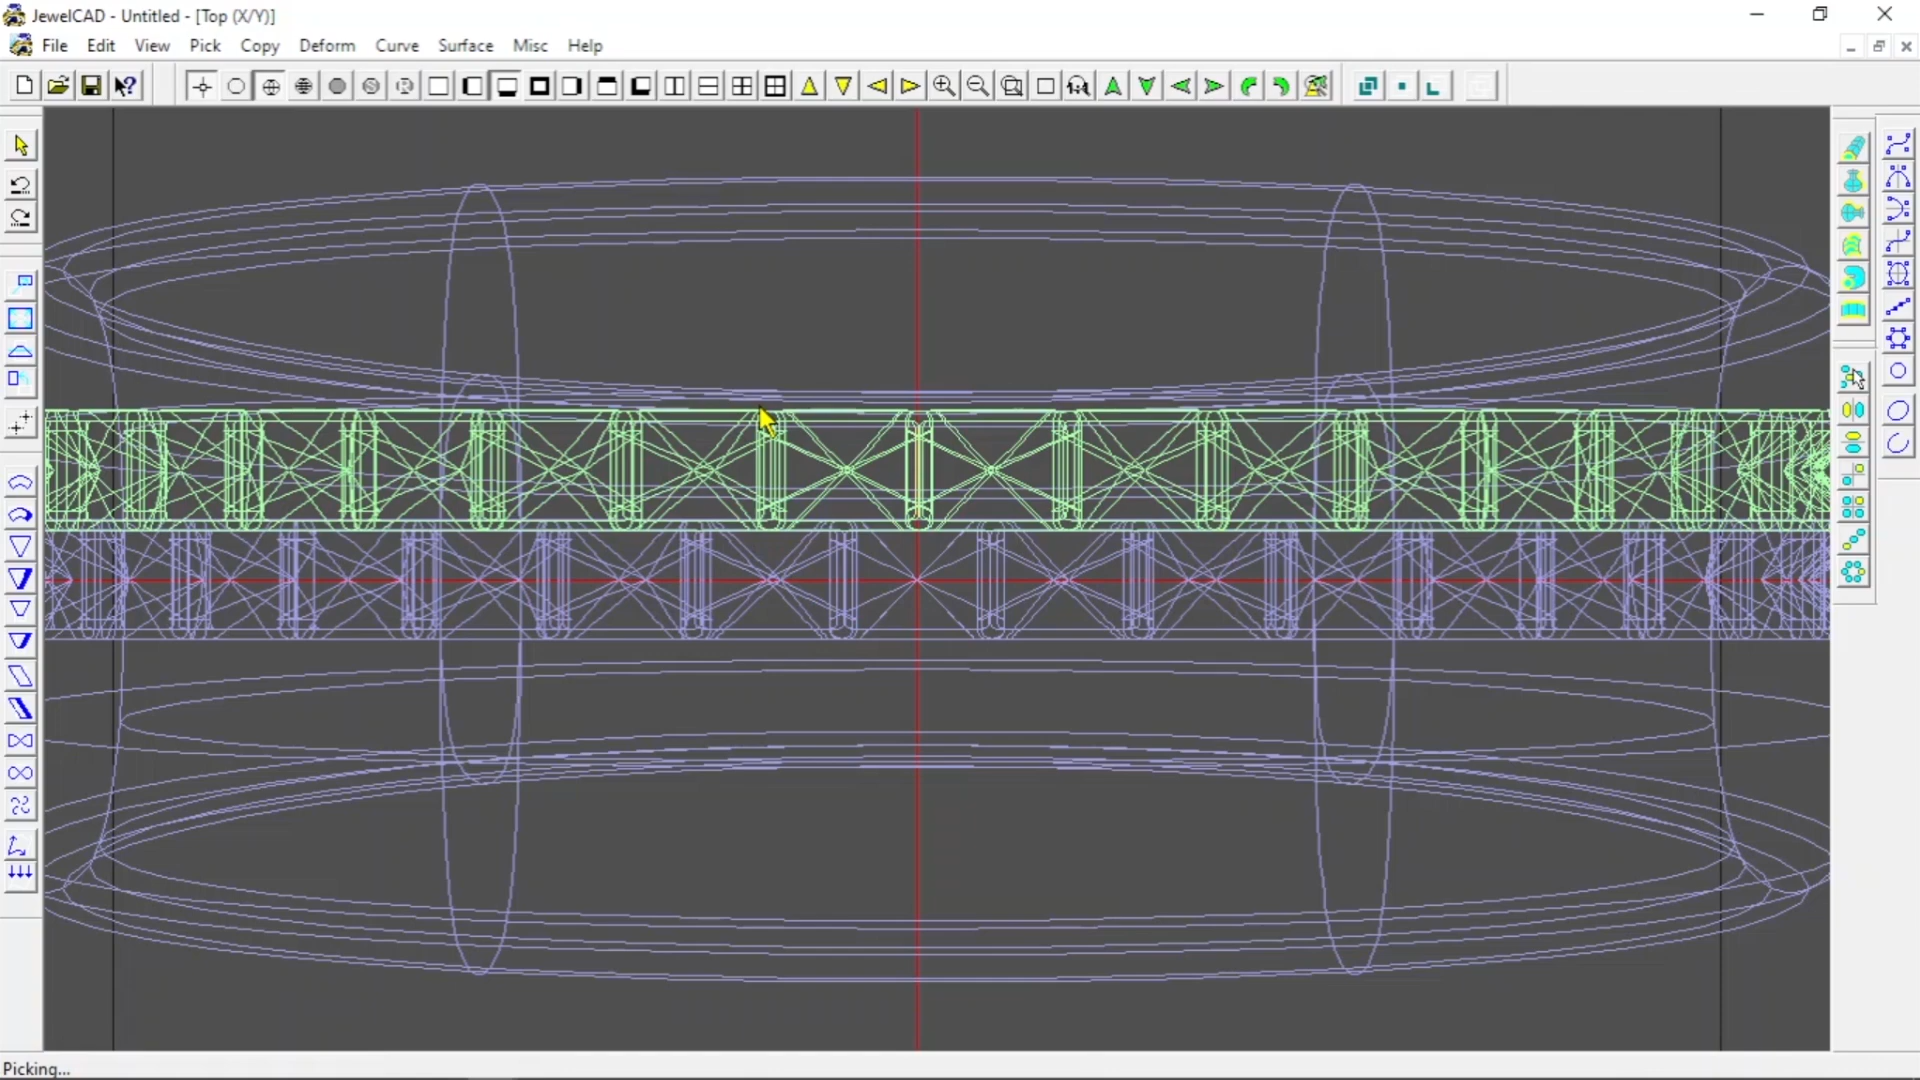 JewelCAD - Untitled - [Top (X/Y)]
File Edit View Pick Copy Deform Curve Surface Misc Help
Picking...